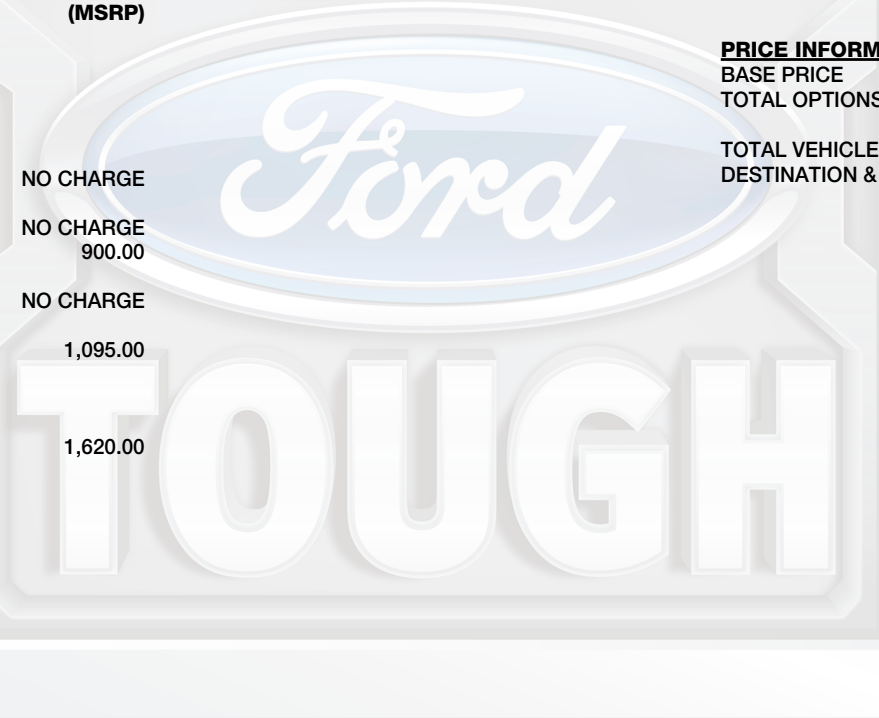 (MSRP)
PRICE INFORM
BASE PRICE
TOTAL OPTIONS
TOTAL VEHICLE
DESTINATION &
NO CHARGE
NO CHARGE
900.00
NO CHARGE
1,095.00
1,620.00
Ford
TOUGH